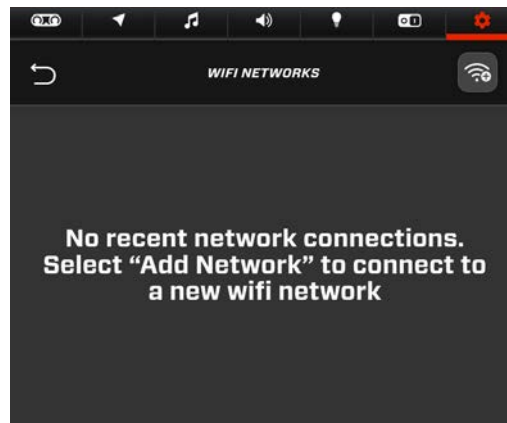 WIFI NETWORKS
No recent network connections.
Select “Add Network” to connect to
a new wifi network